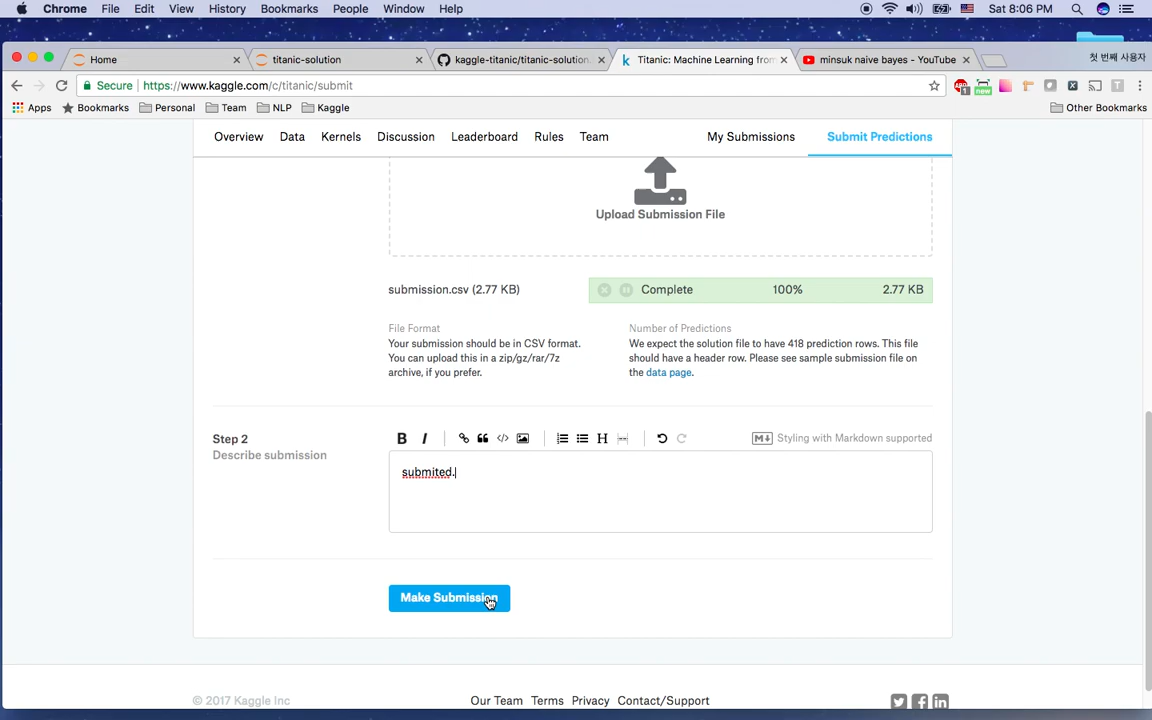 Chrome File Edit View History Bookmarks People Window Help Sat 8:06 PM
Home titanic-solution kaggle-titanic/titanic-solution. Titanic: Machine Learning from minsuk naive bayes - YouTube 첫 번째 사용자
Secure https://www.kaggle.com/c/titanic/submit
Apps Bookmarks Personal Team NLP Kaggle Other Bookmarks
Overview Data Kernels Discussion Leaderboard Rules Team My Submissions Submit Predictions
Upload Submission File
submission.csv (2.77 KB) Complete 100% 2.77 KB
File Format Number of Predictions
Your submission should be in CSV format. We expect the solution file to have 418 prediction rows. This file
You can upload this in a zip/gz/rar/7z should have a header row. Please see sample submission file on
archive, if you prefer. the data page.
Step 2 B I H M Styling with Markdown supported
Describe submission
submited.
Make Submission
© 2017 Kaggle Inc Our Team Terms Privacy Contact/Support